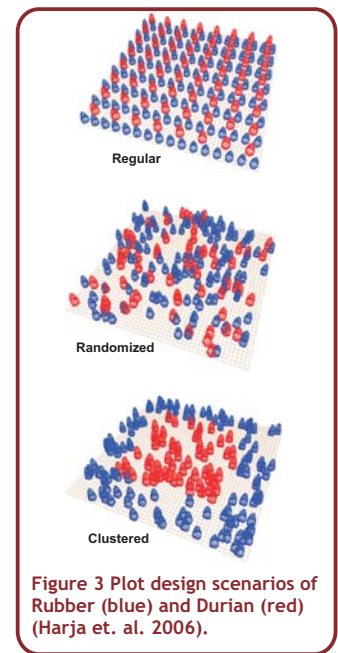 Regular
Randomized
Clustered
Figure 3 Plot design scenarios of
Rubber (blue) and Durian (red)
(Harja et. al. 2006).